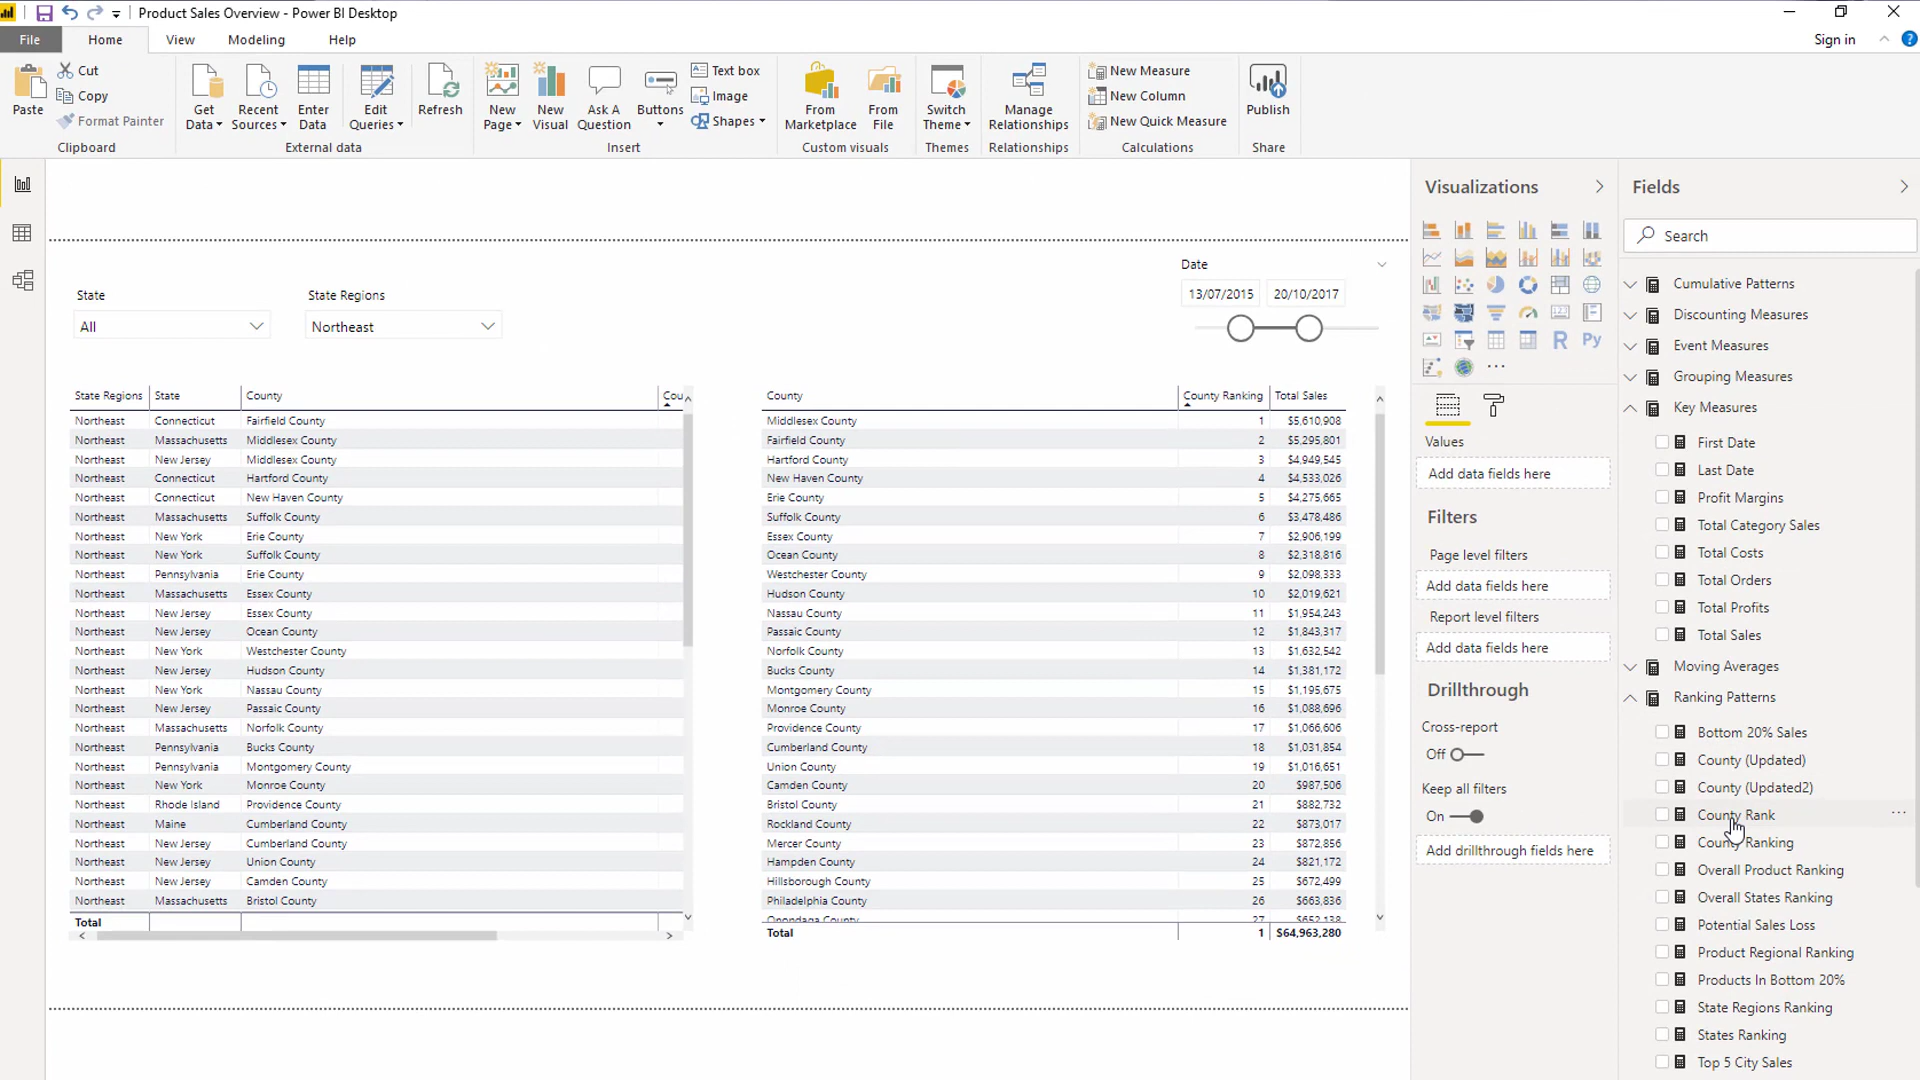 Product Sales Overview - Power BI Desktop
File
Home
View
Modeling
Help
Sign in
?
Paste
Cut
Copy
Format Painter
Clipboard
Get Data
Recent Sources
Enter Data
Edit Queries
Refresh
External data
New Page
New Visual
Ask A Question
Buttons
Text box
Image
Shapes
Insert
From Marketplace
From File
Custom visuals
Switch Theme
Themes
Manage Relationships
Relationships
New Measure
New Column
New Quick Measure
Calculations
Publish
Share
State
All
State Regions
Northeast
Date
13/07/2015 20/10/2017
State Regions State County Cou
Northeast Connecticut Fairfield County
Northeast Massachusetts Middlesex County
Northeast New Jersey Middlesex County
Northeast Connecticut Hartford County
Northeast Connecticut New Haven County
Northeast Massachusetts Suffolk County
Northeast New York Erie County
Northeast New York Suffolk County
Northeast Pennsylvania Erie County
Northeast Massachusetts Essex County
Northeast New Jersey Essex County
Northeast New Jersey Ocean County
Northeast New York Westchester County
Northeast New Jersey Hudson County
Northeast New York Nassau County
Northeast New Jersey Passaic County
Northeast Massachusetts Norfolk County
Northeast Pennsylvania Bucks County
Northeast Pennsylvania Montgomery County
Northeast New York Monroe County
Northeast Rhode Island Providence County
Northeast Maine Cumberland County
Northeast New Jersey Cumberland County
Northeast New Jersey Union County
Northeast New Jersey Camden County
Northeast Massachusetts Bristol County
Total
County County Ranking Total Sales
Middlesex County 1 $5,610,908
Fairfield County 2 $5,295,801
Hartford County 3 $4,949,545
New Haven County 4 $4,533,026
Erie County 5 $4,275,665
Suffolk County 6 $3,478,486
Essex County 7 $2,906,199
Ocean County 8 $2,318,816
Westchester County 9 $2,098,333
Hudson County 10 $2,019,621
Nassau County 11 $1,954,243
Passaic County 12 $1,843,317
Norfolk County 13 $1,632,542
Bucks County 14 $1,381,172
Montgomery County 15 $1,195,675
Monroe County 16 $1,088,696
Providence County 17 $1,066,606
Cumberland County 18 $1,031,854
Union County 19 $1,016,651
Camden County 20 $987,506
Bristol County 21 $882,732
Rockland County 22 $873,017
Mercer County 23 $872,856
Hampden County 24 $821,172
Hillsborough County 25 $672,499
Philadelphia County 26 $663,836
Onondaga County 27 $652,138
Total 1 $64,963,280
Visualizations
R
Py
Values
Add data fields here
Filters
Page level filters
Add data fields here
Report level filters
Add data fields here
Drillthrough
Cross-report
Off
Keep all filters
On
Add drillthrough fields here
Fields
Search
Cumulative Patterns
Discounting Measures
Event Measures
Grouping Measures
Key Measures
First Date
Last Date
Profit Margins
Total Category Sales
Total Costs
Total Orders
Total Profits
Total Sales
Moving Averages
Ranking Patterns
Bottom 20% Sales
County (Updated)
County (Updated2)
County Rank
County Ranking
Overall Product Ranking
Overall States Ranking
Potential Sales Loss
Product Regional Ranking
Products In Bottom 20%
State Regions Ranking
States Ranking
Top 5 City Sales